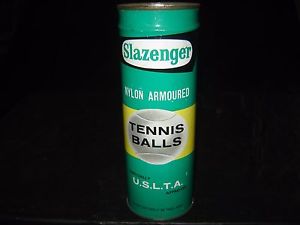 Slazenger
NYLON ARMOURED
TENNIS
BALLS
U.S.L.T.A.